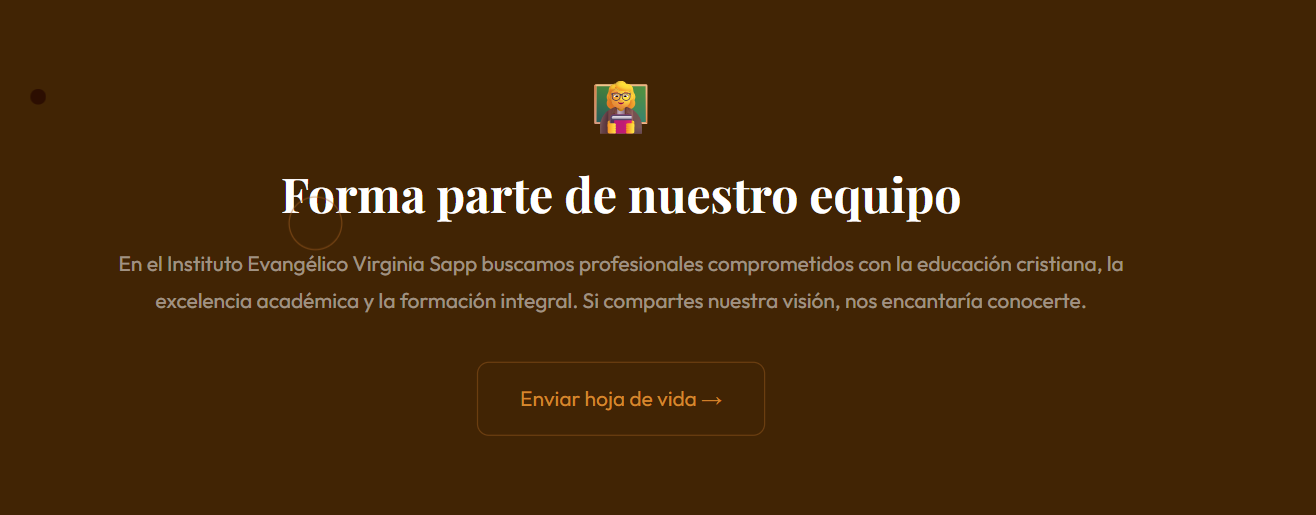 Forma parte de nuestro equipo
En el Instituto Evangélico Virginia Sapp buscamos profesionales comprometidos con la educación cristiana, la
excelencia académica y la formación integral. Si compartes nuestra visión, nos encantaría conocerte.
Enviar hoja de vida →